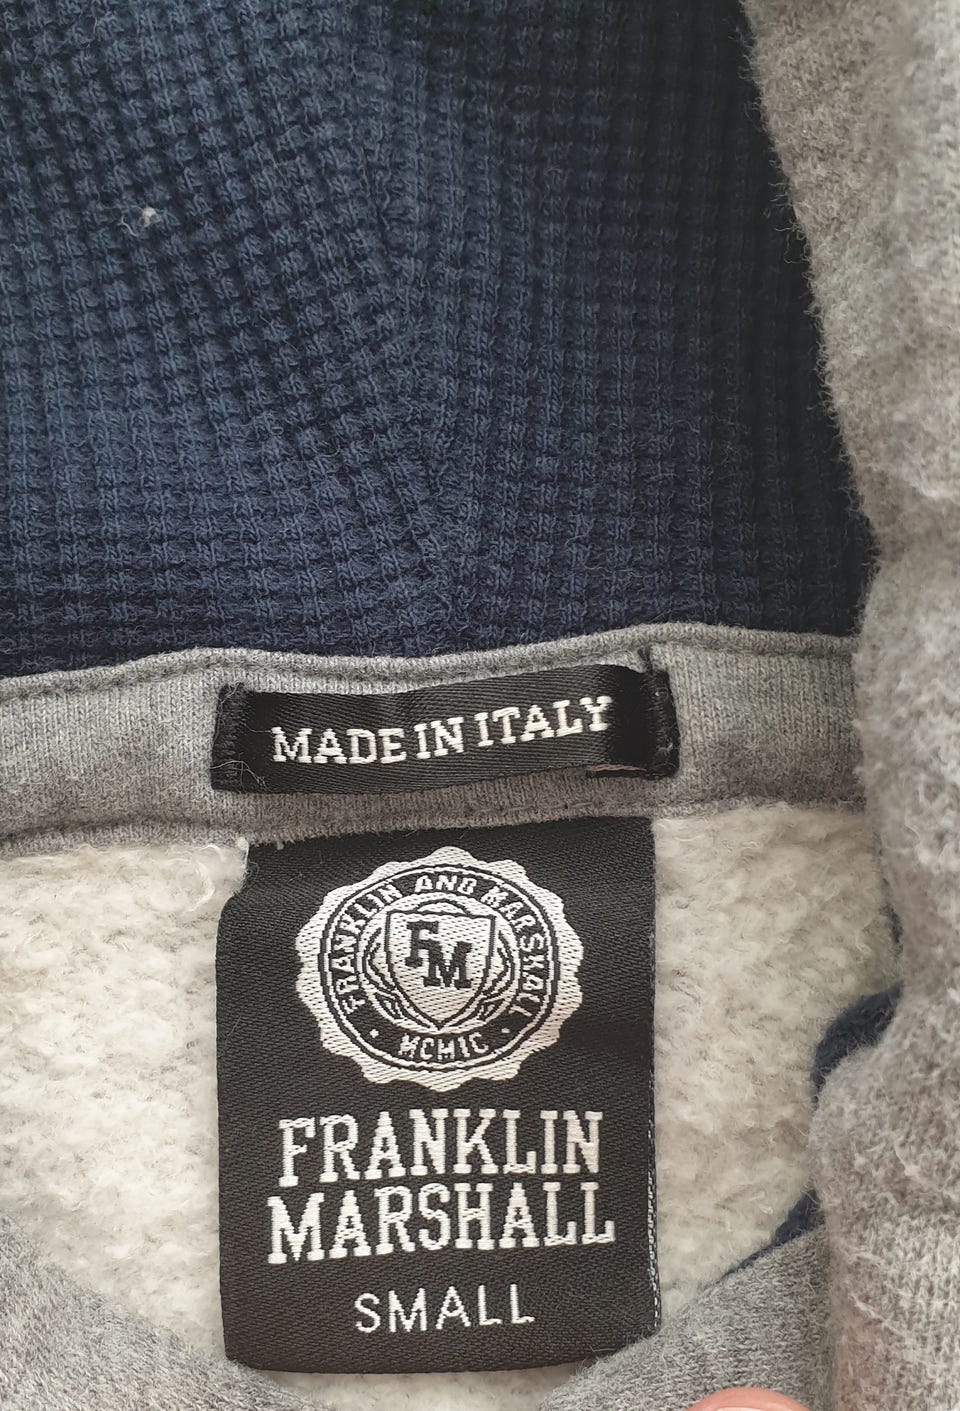 MADE IN ITALY
FRANKLIN AND MARSHALL
FM
• MCMIC •
FRANKLIN
MARSHALL
SMALL